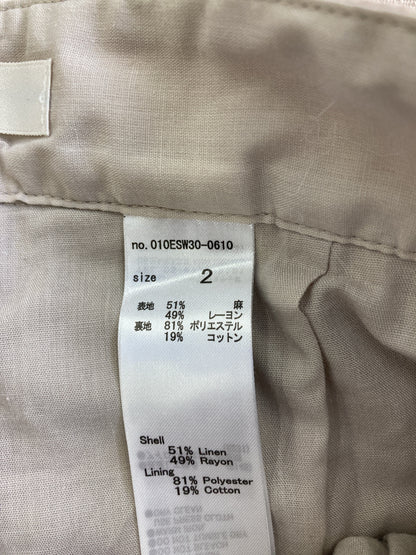 no. 010ESW30-0610
size 2
表地 51% 麻
49% レーヨン
裏地 81% ポリエステル
19% コットン
Shell
51% Linen
49% Rayon
Lining
81% Polyester
19% Cotton